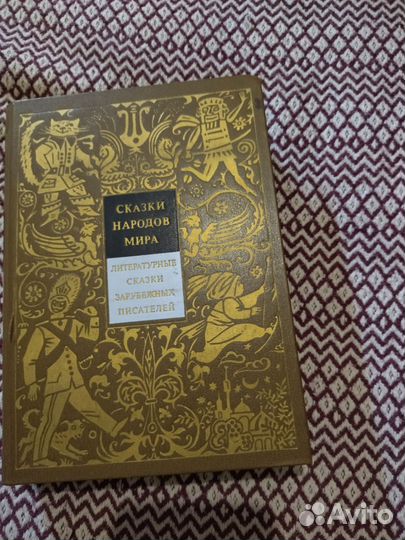 СКАЗКИ
НАРОДОВ
МИРА
ЛИТЕРАТУРНЫЕ
СКАЗКИ
ЗАРУБЕЖНЫХ
ПИСАТЕЛЕЙ
Avito